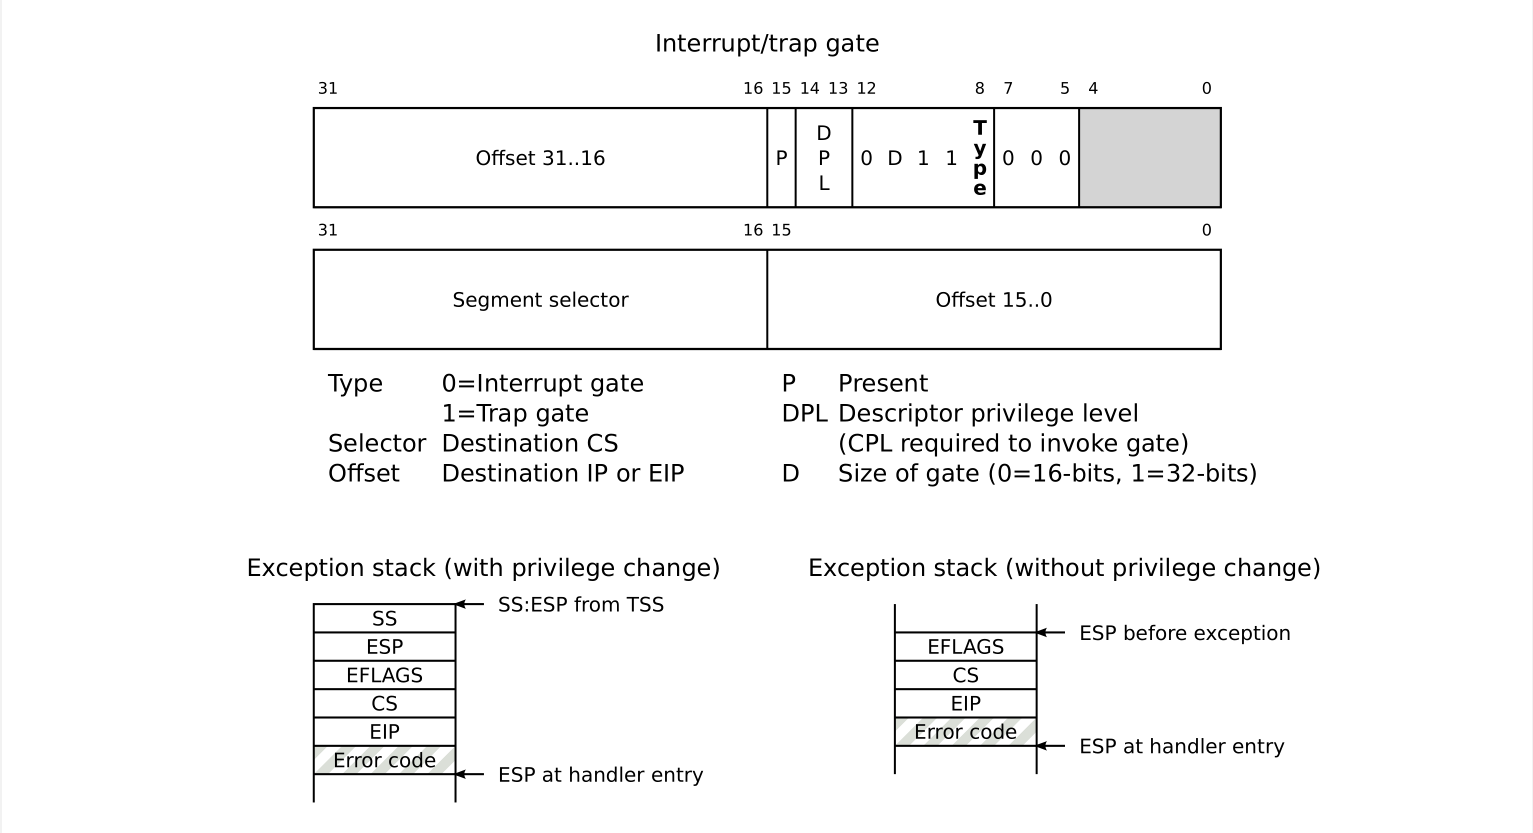 Interrupt/trap gate
31 16 15 14 13 12 8 7 5 4 0
Offset 31..16 P DPL 0 D 1 1 Type 0 0 0
31 16 15 0
Segment selector Offset 15..0
Type 0=Interrupt gate P Present
1=Trap gate DPL Descriptor privilege level
Selector Destination CS (CPL required to invoke gate)
Offset Destination IP or EIP D Size of gate (0=16-bits, 1=32-bits)
Exception stack (with privilege change)
SS:ESP from TSS
SS
ESP
EFLAGS
CS
EIP
Error code
ESP at handler entry
Exception stack (without privilege change)
ESP before exception
EFLAGS
CS
EIP
Error code
ESP at handler entry